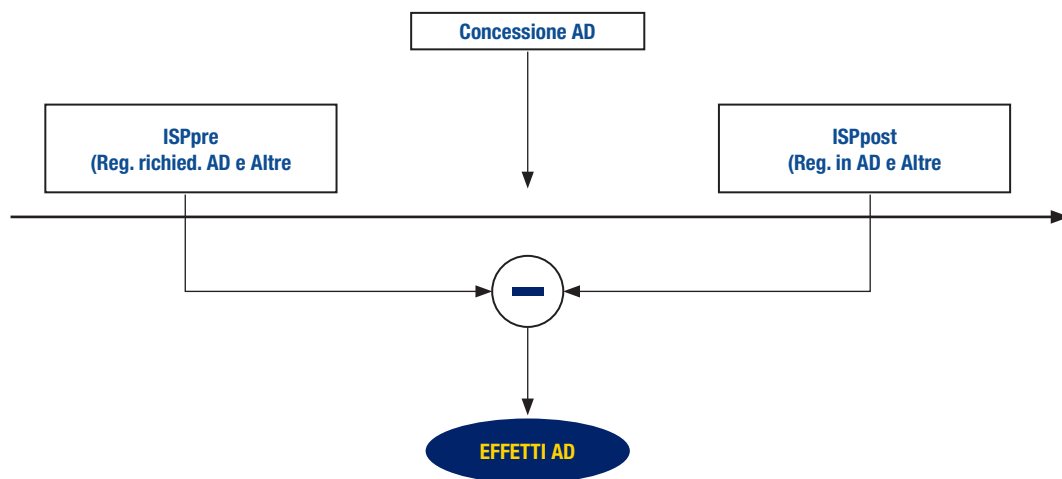 Concessione AD
ISPpre
(Reg. richied. AD e Altre
ISPpost
(Reg. in AD e Altre
EFFETTI AD